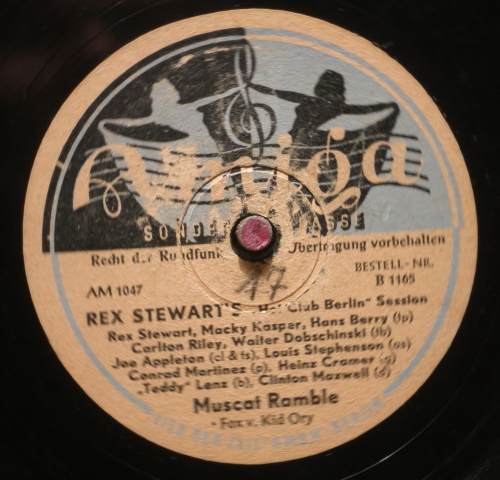 Amiga
Recht der Rundfunk Übertragung vorbehalten
17
BESTELL-NR.
AM 1047
B 1165
REX STEWART'S Hot Club Berlin" Session
Rex Stewart, Macky Kasper, Hans Berry (tp)
Carlton Riley, Walter Dobschinski (tb)
Joe Appleton (cl & ts), Louis Stephenson (as)
Conrad Martinez (p), Heinz Cramer (g)
„Teddy" Lenz (b), Clinton Maxwell (d)
Muscat Ramble
- Fox v. Kid Ory